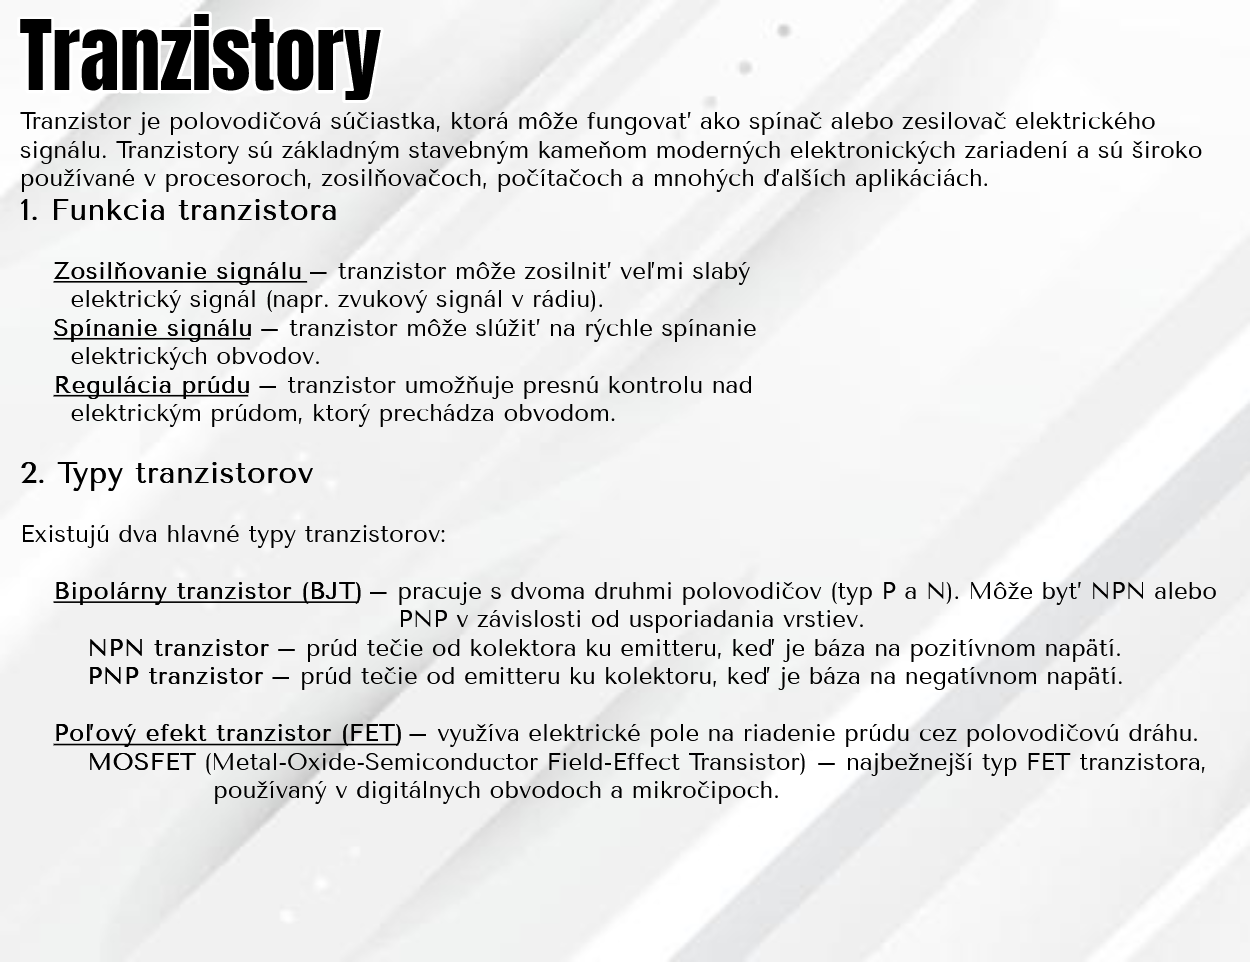 Tranzistory
Tranzistor je polovodičová súčiastka, ktorá môže fungovať ako spínač alebo zesilovač elektrického
signálu. Tranzistory sú základným stavebným kameňom moderných elektronických zariadení a sú široko
používané v procesoroch, zosilňovačoch, počítačoch a mnohých ďalších aplikáciách.
1. Funkcia tranzistora
Zosilňovanie signálu – tranzistor môže zosilniť veľmi slabý
elektrický signál (napr. zvukový signál v rádiu).
Spínanie signálu – tranzistor môže slúžiť na rýchle spínanie
elektrických obvodov.
Regulácia prúdu – tranzistor umožňuje presnú kontrolu nad
elektrickým prúdom, ktorý prechádza obvodom.
2. Typy tranzistorov
Existujú dva hlavné typy tranzistorov:
Bipolárny tranzistor (BJT) – pracuje s dvoma druhmi polovodičov (typ P a N). Môže byť NPN alebo
PNP v závislosti od usporiadania vrstiev.
NPN tranzistor – prúd tečie od kolektora ku emitteru, keď je báza na pozitívnom napätí.
PNP tranzistor – prúd tečie od emitteru ku kolektoru, keď je báza na negatívnom napätí.
Poľový efekt tranzistor (FET) – využíva elektrické pole na riadenie prúdu cez polovodičovú dráhu.
MOSFET (Metal-Oxide-Semiconductor Field-Effect Transistor) – najbežnejší typ FET tranzistora,
používaný v digitálnych obvodoch a mikročipoch.